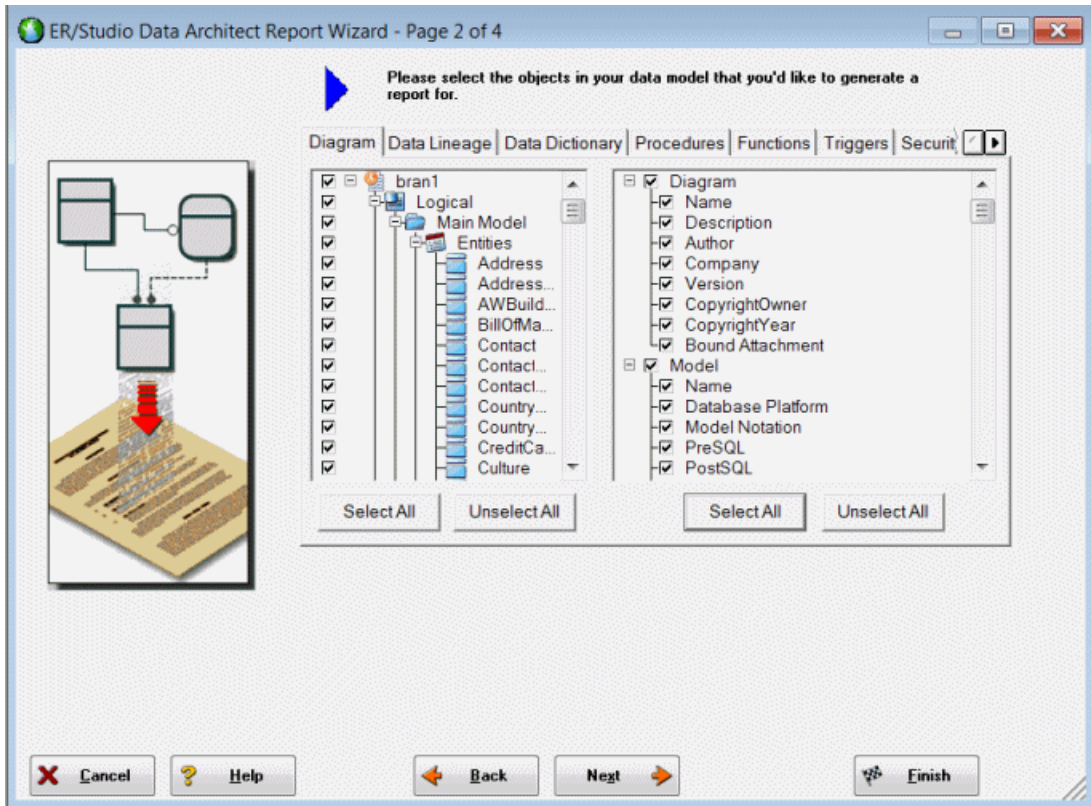 ER/Studio Data Architect Report Wizard - Page 2 of 4
Please select the objects in your data model that you'd like to generate a
report for.
Diagram Data Lineage Data Dictionary Procedures Functions Triggers Securit
bran1
Logical
Main Model
Entities
Address
Address...
AWBuild...
BillOfMa...
Contact
Contact...
Contact...
Country...
Country...
CreditCa...
Culture
Select All Unselect All
Diagram
Name
Description
Author
Company
Version
CopyrightOwner
CopyrightYear
Bound Attachment
Model
Name
Database Platform
Model Notation
PreSQL
PostSQL
Select All Unselect All
Cancel Help Back Next Finish